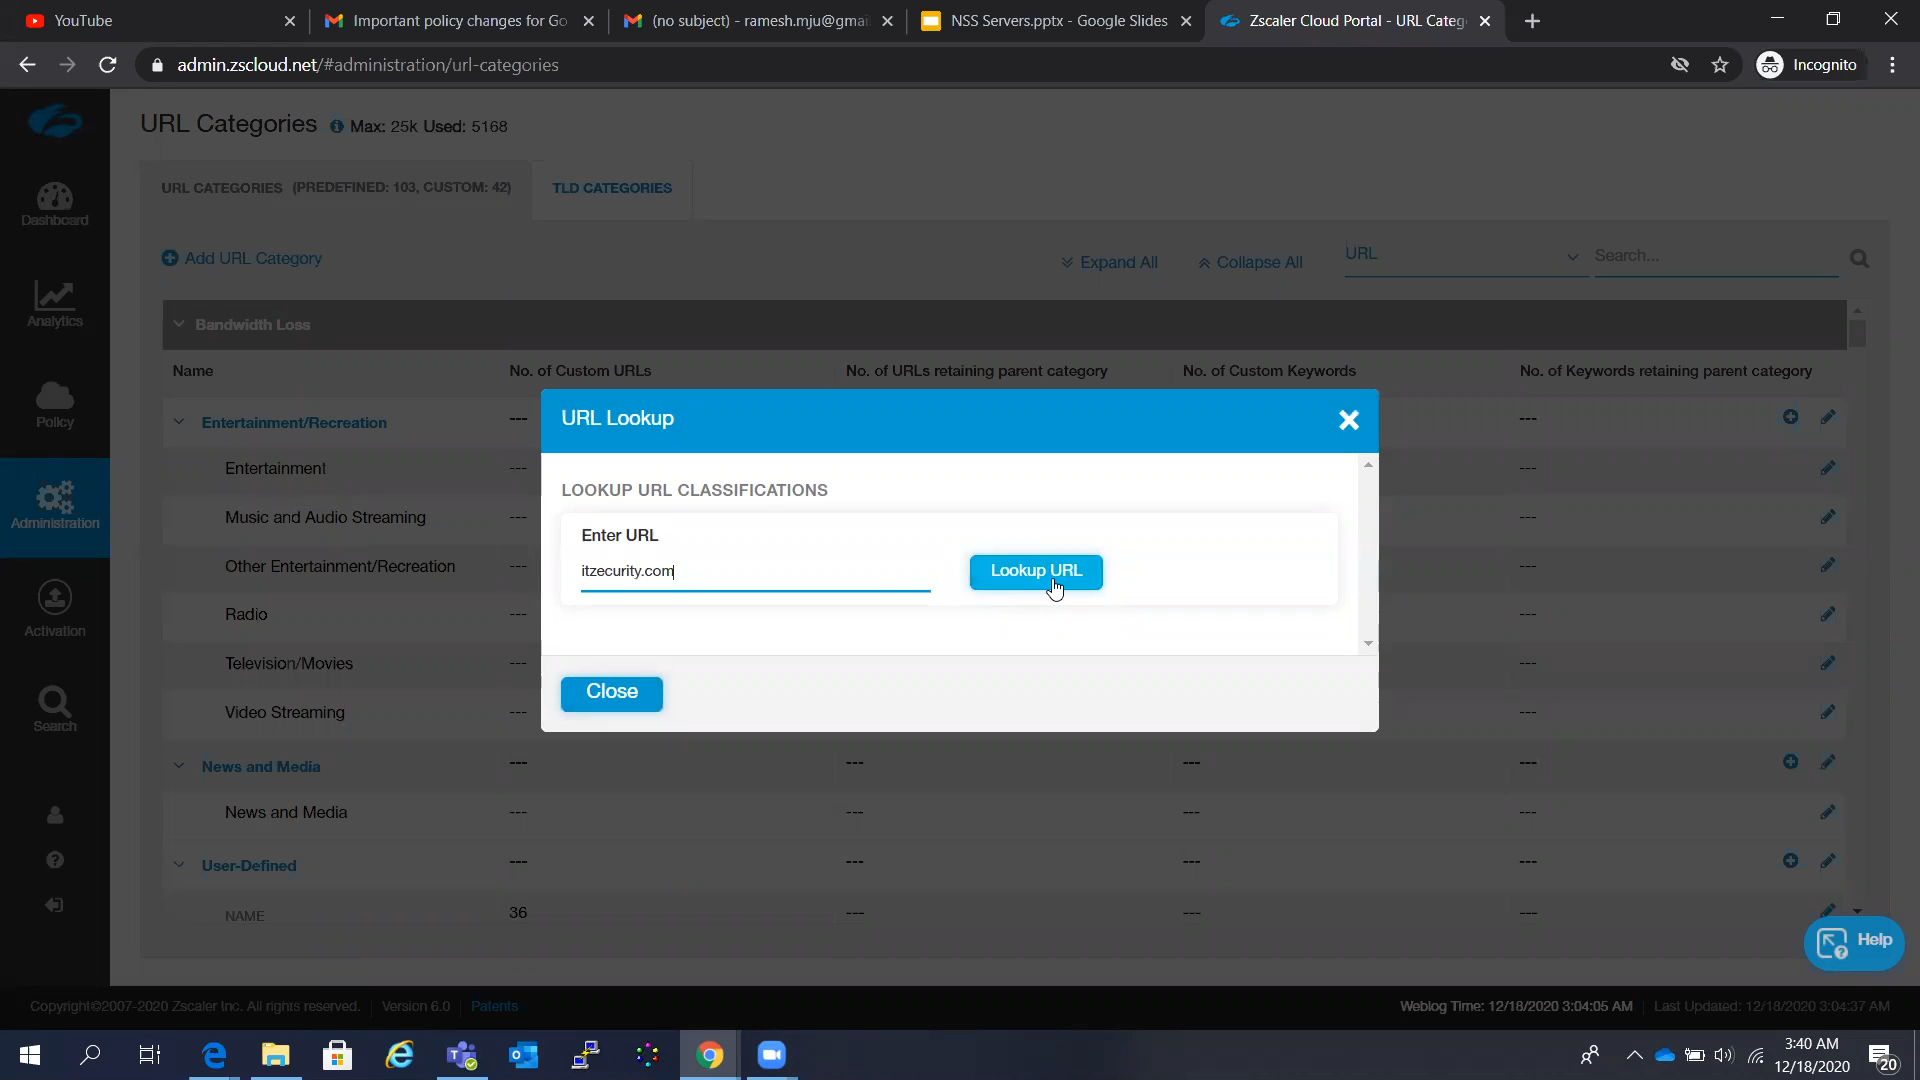 YouTube
Important policy changes for Go
(no subject) - ramesh.mju@gmai
NSS Servers.pptx - Google Slides
Zscaler Cloud Portal - URL Categ
admin.zscloud.net/#administration/url-categories
Incognito
URL Categories
Max: 25k Used: 5168
URL CATEGORIES (PREDEFINED: 103, CUSTOM: 42)
TLD CATEGORIES
Dashboard
Add URL Category
Expand All
Collapse All
URL
Search...
Analytics
Bandwidth Loss
Name
No. of Custom URLs
No. of URLs retaining parent category
No. of Custom Keywords
No. of Keywords retaining parent category
Policy
Entertainment/Recreation --- ---
Entertainment --- ---
Administration
Music and Audio Streaming --- ---
Other Entertainment/Recreation --- ---
Radio --- ---
Activation
Television/Movies --- ---
Video Streaming --- ---
Search
URL Lookup
LOOKUP URL CLASSIFICATIONS
Enter URL
itzecurity.com
Lookup URL
Close
News and Media --- --- --- ---
News and Media --- --- --- ---
User-Defined --- --- --- ---
NAME 36 --- --- ---
Help
Copyright©2007-2020 Zscaler Inc. All rights reserved.
Version 6.0
Patents
Weblog Time: 12/18/2020 3:04:05 AM
Last Updated: 12/18/2020 3:04:37 AM
3:40 AM
12/18/2020
20